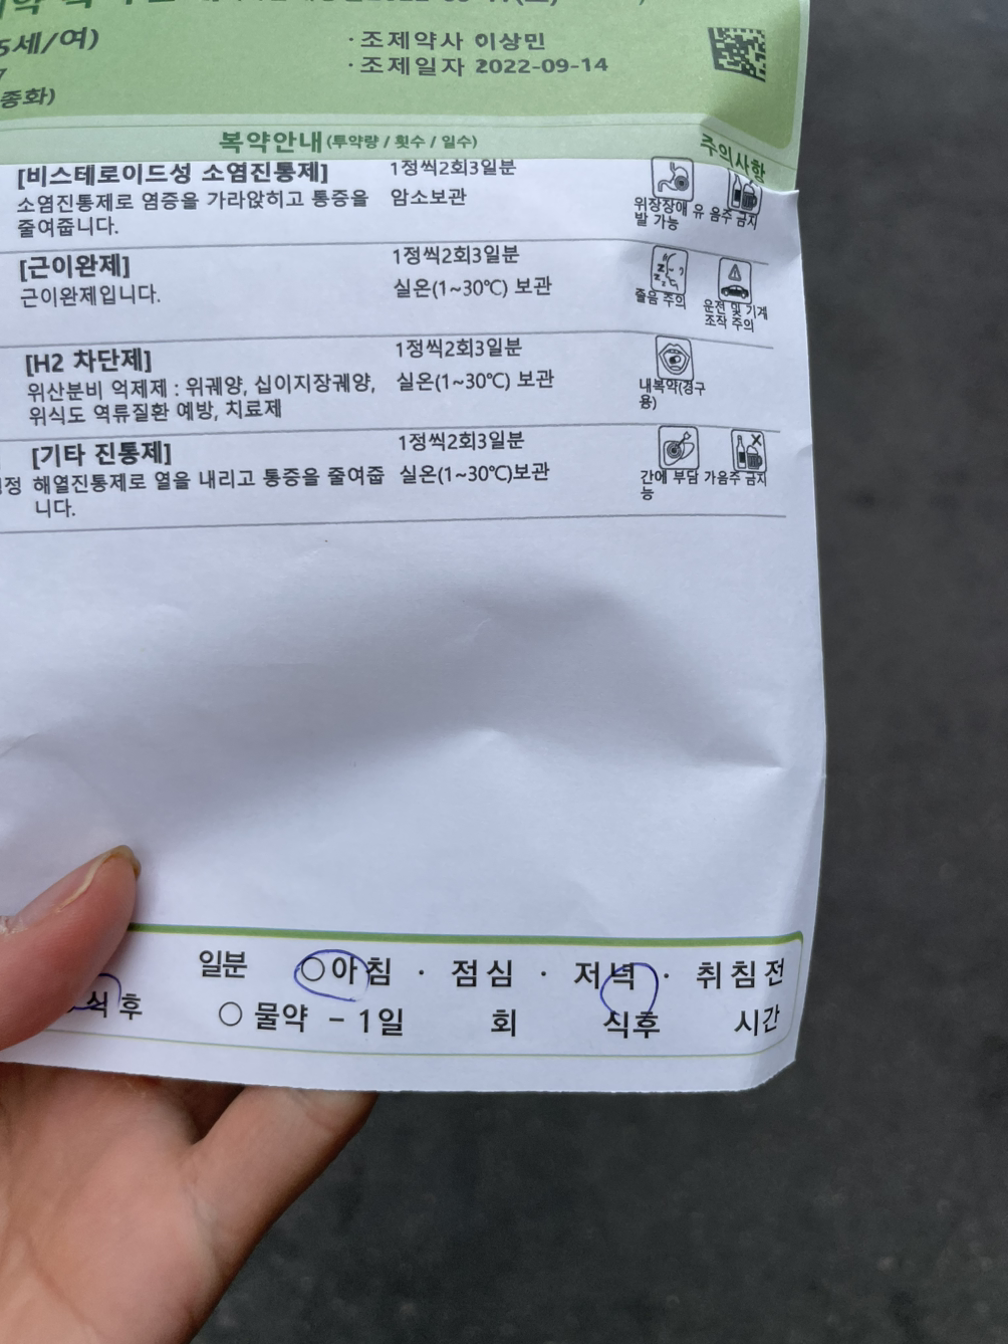 5세/여)
· 조제약사 이상민
· 조제일자 2022-09-14
종화)
복약안내(투약량 / 횟수 / 일수)
주의사항
[비스테로이드성 소염진통제] 1정씩2회3일분
소염진통제로 염증을 가라앉히고 통증을 암소보관
줄여줍니다.
위장장애 유발 가능
음주 금지
[근이완제] 1정씩2회3일분
근이완제입니다. 실온(1~30℃) 보관
졸음 주의
운전 및 기계
조작 주의
[H2 차단제] 1정씩2회3일분
위산분비 억제제 : 위궤양, 십이지장궤양, 실온(1~30℃) 보관
위식도 역류질환 예방, 치료제
내복약(경구
용)
[기타 진통제] 1정씩2회3일분
정 해열진통제로 열을 내리고 통증을 줄여줍 실온(1~30℃)보관
니다.
간에 부담 가능
음주 금지
일분 ○아침 · 점심 · 저녁 · 취침전
식후 ○ 물약 - 1일 회 식후 시간